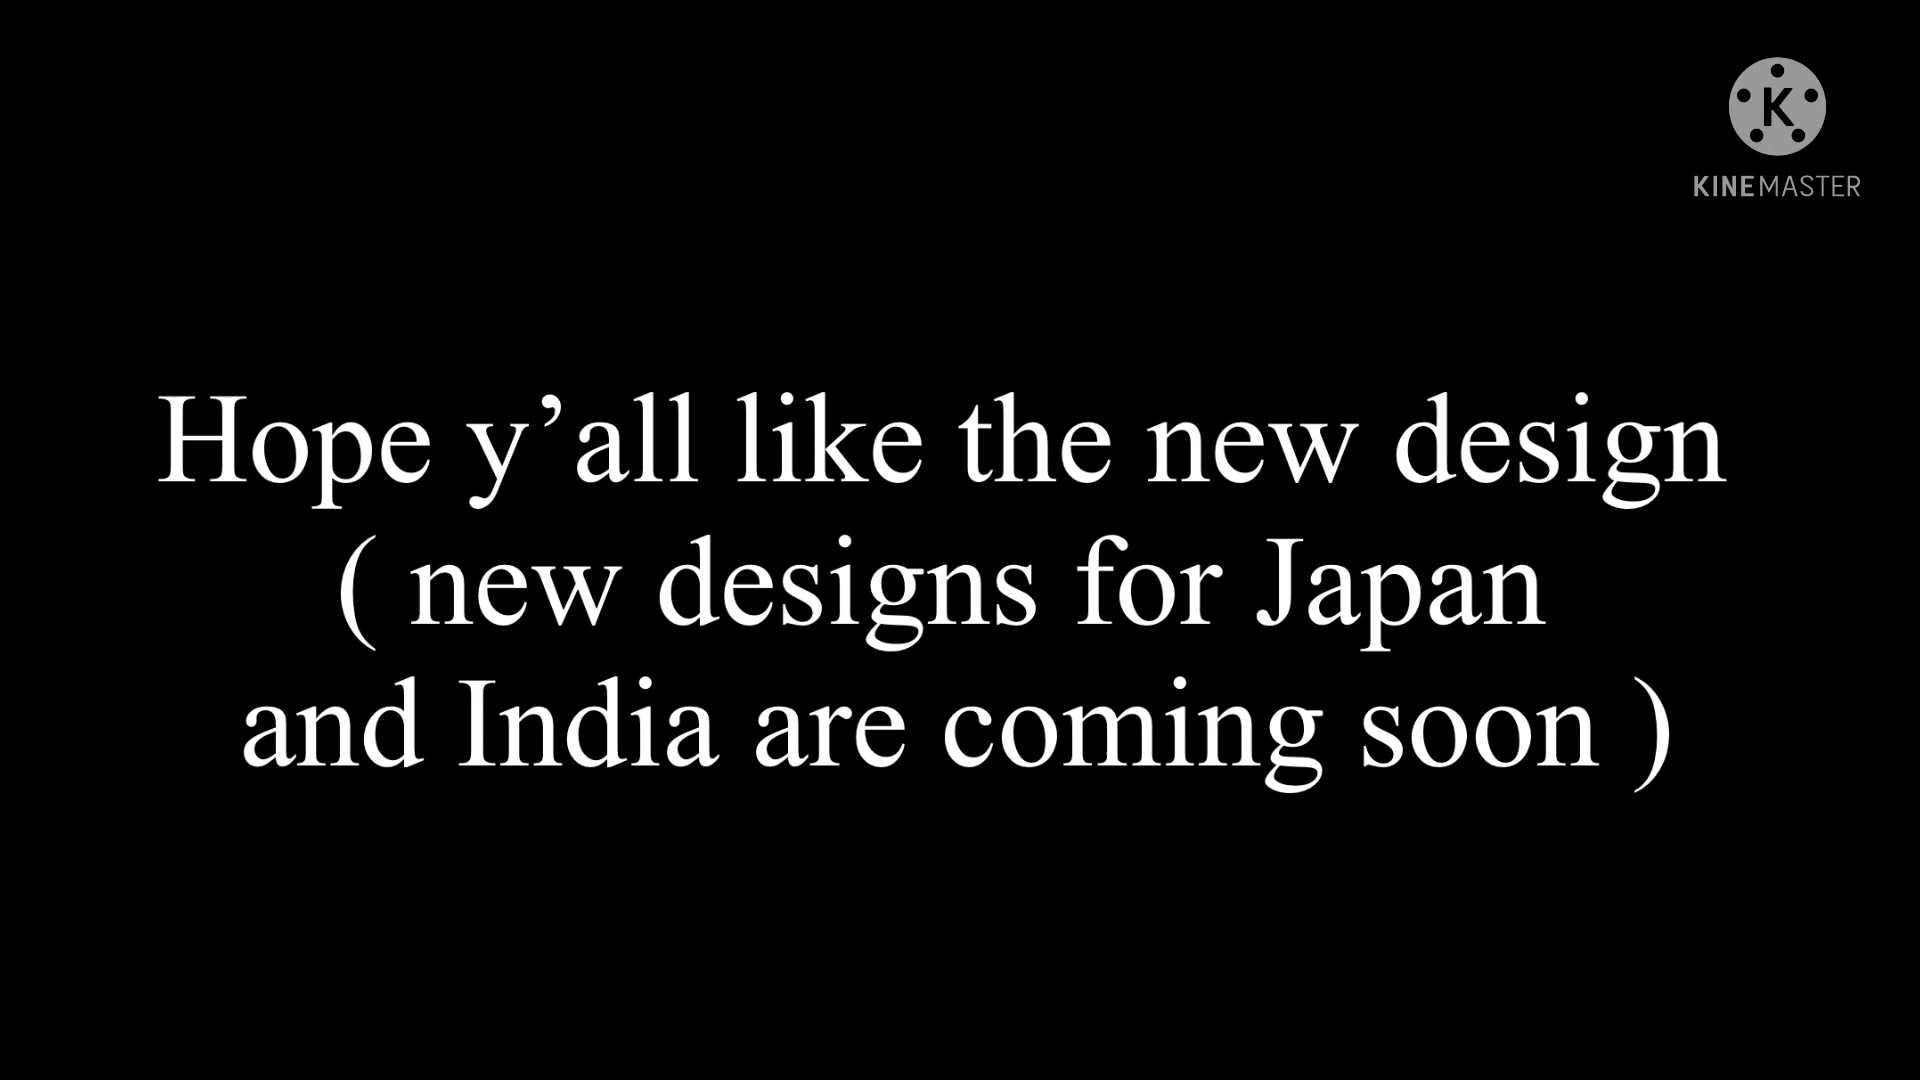 K
KINEMASTER
Hope y’all like the new design
( new designs for Japan
and India are coming soon )